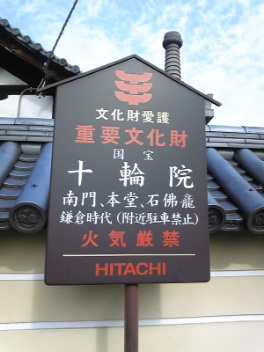 文化財愛護
重要文化財
国宝
十輪院
南門、本堂、石佛龕
鎌倉時代(附近駐車禁止)
火気厳禁
HITACHI